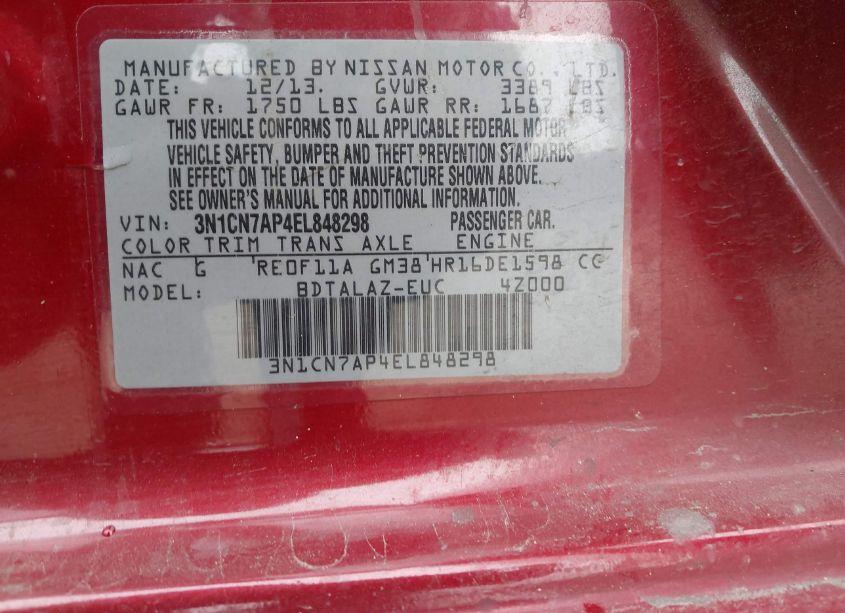 MANUFACTURED BY NISSAN MOTOR CO., LTD.
DATE: 12/13. GVWR: 3389 LBS
GAWR FR: 1750 LBS GAWR RR: 1687 LBS
THIS VEHICLE CONFORMS TO ALL APPLICABLE FEDERAL MOTOR
VEHICLE SAFETY, BUMPER AND THEFT PREVENTION STANDARDS
IN EFFECT ON THE DATE OF MANUFACTURE SHOWN ABOVE.
SEE OWNER'S MANUAL FOR ADDITIONAL INFORMATION.
VIN: 3N1CN7AP4EL848298 PASSENGER CAR.
COLOR TRIM TRANS AXLE ENGINE
NAC G RE0F11A GM38 HR16DE1598 CC
MODEL: BDTALAZ-EUC 4Z000
3N1CN7AP4EL848298